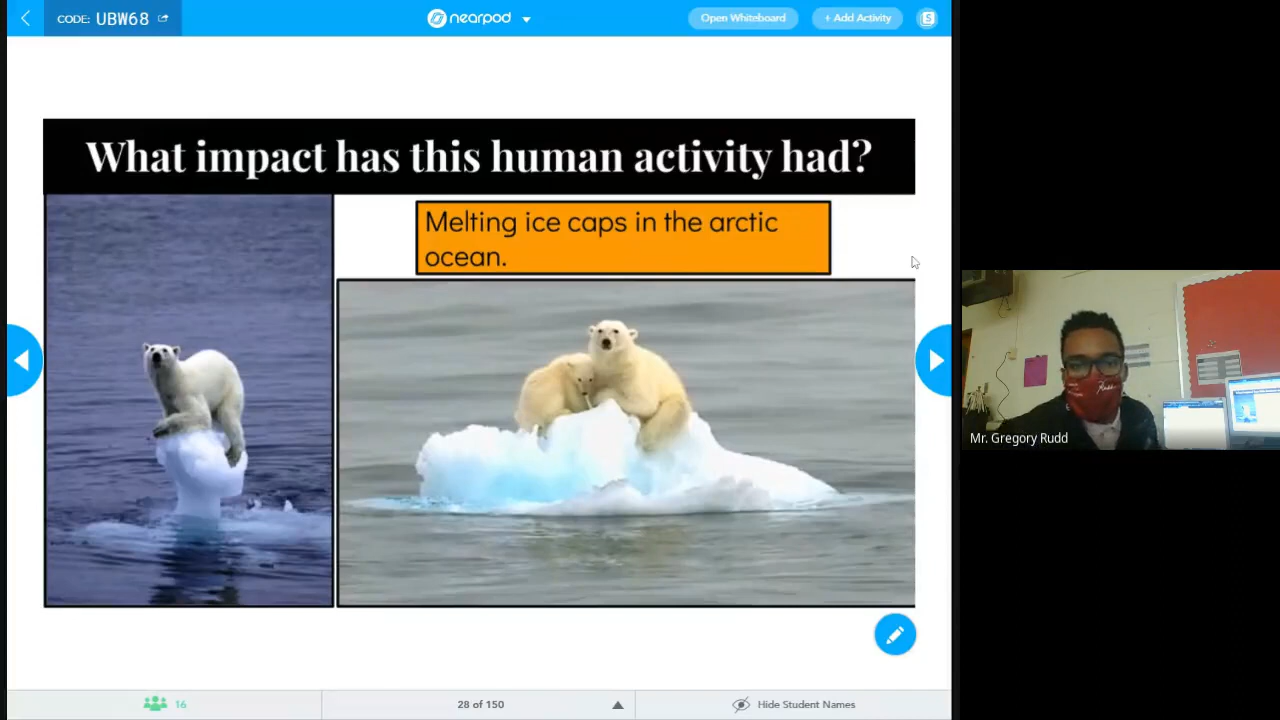 CODE: UBW68
nearpod
Open Whiteboard
+ Add Activity
S
What impact has this human activity had?
Melting ice caps in the arctic
ocean.
Mr. Gregory Rudd
16
28 of 150
Hide Student Names